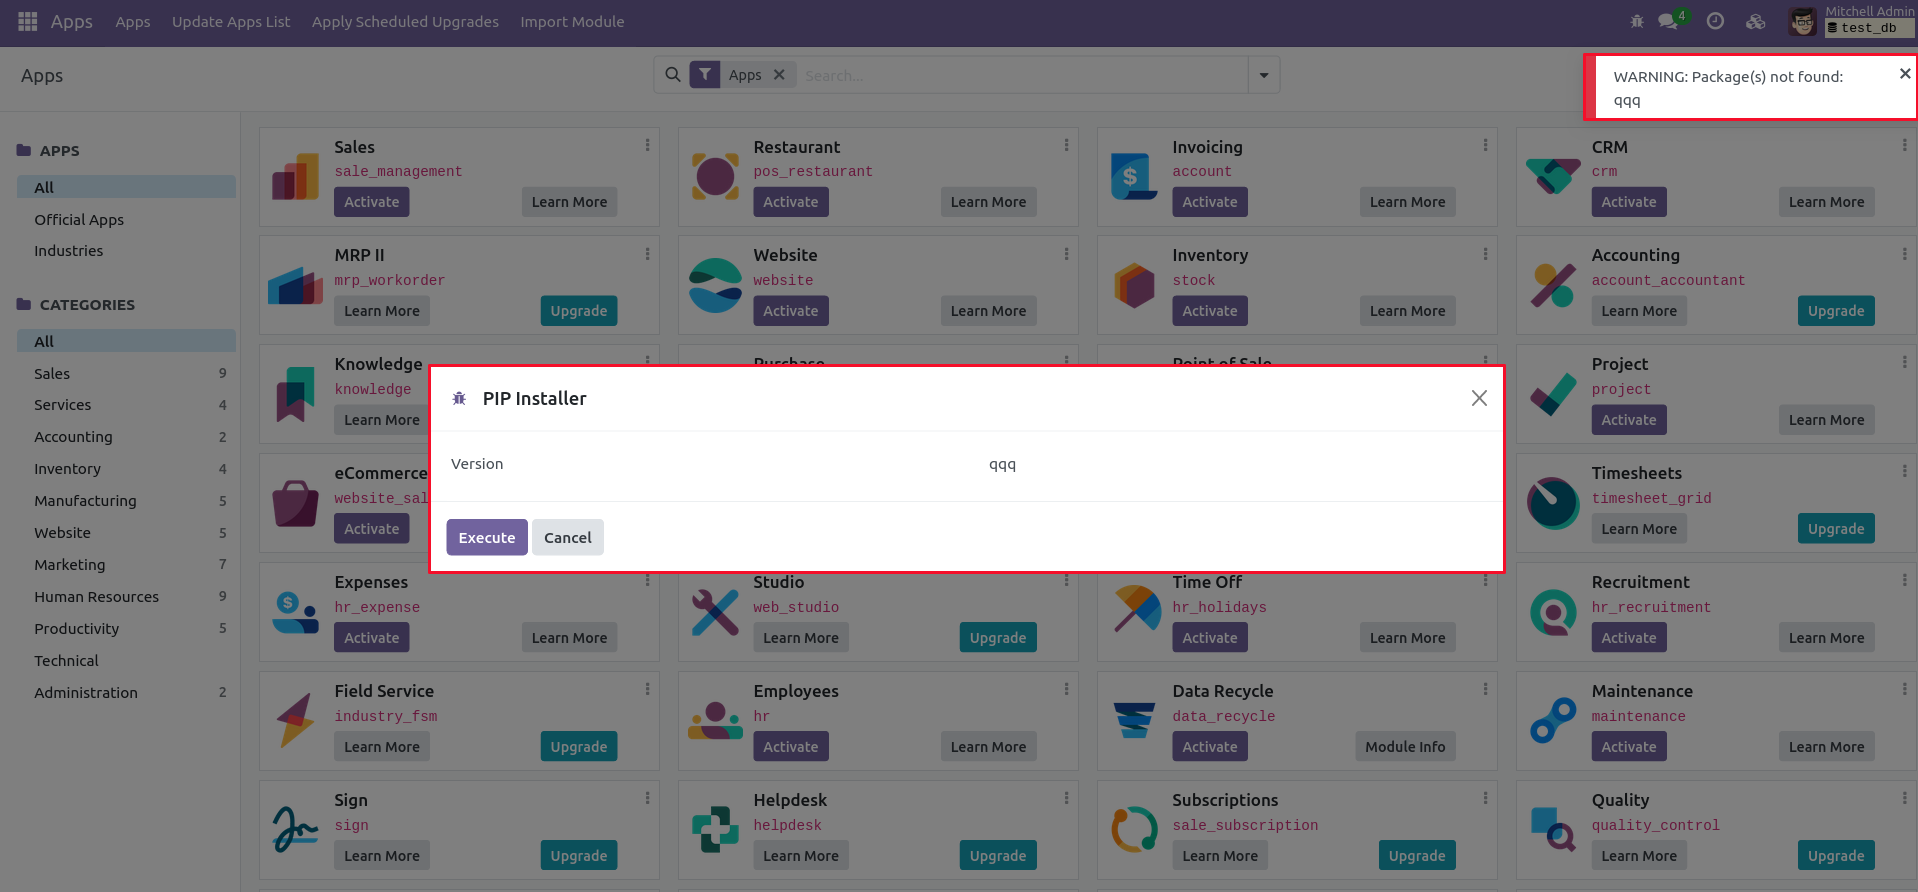 Apps Apps Update Apps List Apply Scheduled Upgrades Import Module 4 Mitchell Admin
test_db
Apps Apps Search...
WARNING: Package(s) not found:
qqq
APPS
All
Official Apps
Industries
CATEGORIES
All
Sales 9
Services 4
Accounting 2
Inventory 4
Manufacturing 5
Website 5
Marketing 7
Human Resources 9
Productivity 5
Technical
Administration 2
Sales Restaurant Invoicing CRM
sale_management pos_restaurant account crm
Activate Learn More Activate Learn More Activate Learn More Activate Learn More
MRP II Website Inventory Accounting
mrp_workorder website stock account_accountant
Learn More Upgrade Activate Learn More Activate Learn More Learn More Upgrade
Knowledge Purchase Point of Sale Project
knowledge project
Learn More Activate Learn More
PIP Installer
Version qqq
Execute Cancel
eCommerce Timesheets
website_sal timesheet_grid
Activate Learn More Upgrade
Expenses Studio Time Off Recruitment
hr_expense web_studio hr_holidays hr_recruitment
Activate Learn More Learn More Upgrade Activate Learn More Activate Learn More
Field Service Employees Data Recycle Maintenance
industry_fsm hr data_recycle maintenance
Learn More Upgrade Activate Learn More Activate Module Info Activate Learn More
Sign Helpdesk Subscriptions Quality
sign helpdesk sale_subscription quality_control
Learn More Upgrade Learn More Upgrade Learn More Upgrade Learn More Upgrade